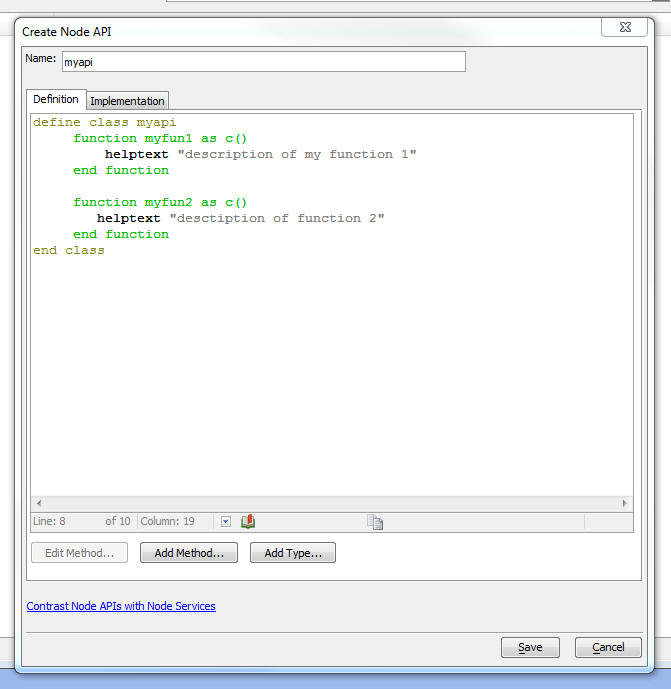 Create Node API
Name: myapi
Definition Implementation
define class myapi
function myfun1 as c()
helptext "description of my function 1"
end function
function myfun2 as c()
helptext "desctiption of function 2"
end function
end class
Line: 8 of 10 Column: 19
Edit Method... Add Method... Add Type...
Contrast Node APIs with Node Services
Save Cancel